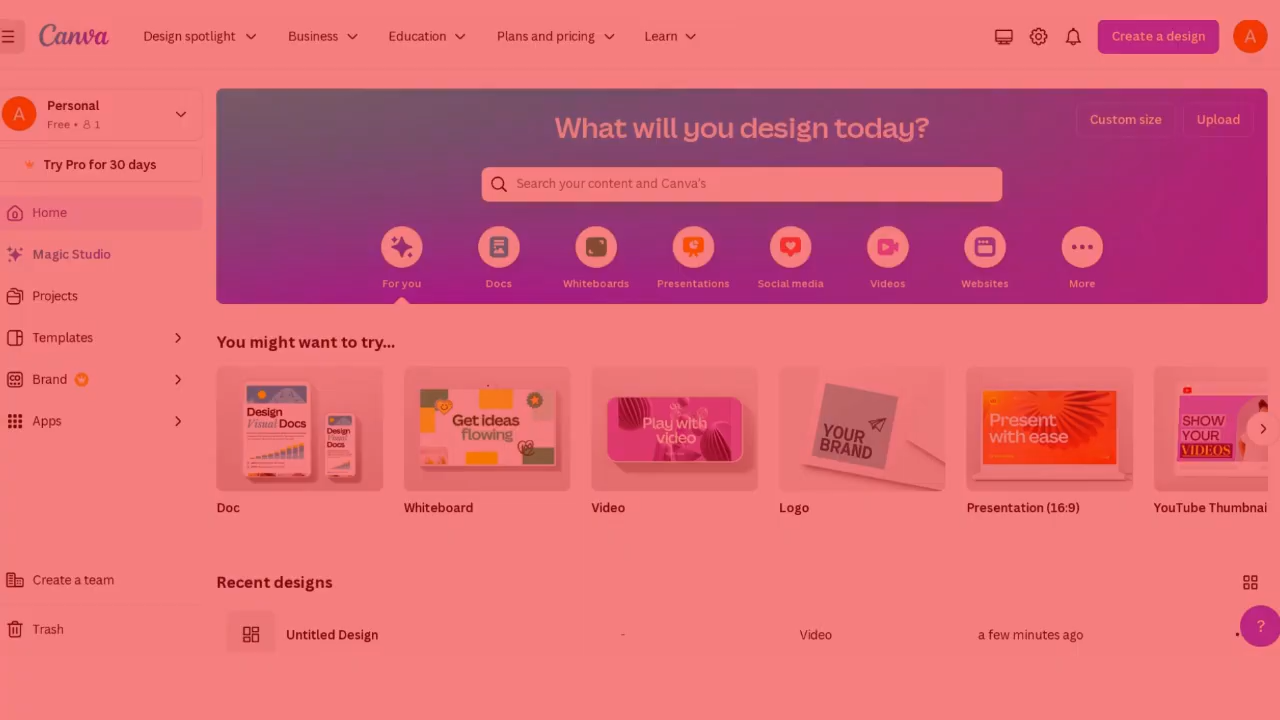 Canva
Design spotlight
Business
Education
Plans and pricing
Learn
Create a design
A
A
Personal
Free • 1
Try Pro for 30 days
Home
Magic Studio
Projects
Templates
Brand
Apps
Create a team
Trash
What will you design today?
Custom size
Upload
Search your content and Canva's
For you
Docs
Whiteboards
Presentations
Social media
Videos
Websites
More
You might want to try...
Design
Visual Docs
Design
Visual
Docs
Get ideas
flowing
Play with
video
YOUR
BRAND
Present
with ease
SHOW
YOUR
VIDEOS
Doc
Whiteboard
Video
Logo
Presentation (16:9)
YouTube Thumbnai
Recent designs
Untitled Design
-
Video
a few minutes ago
?